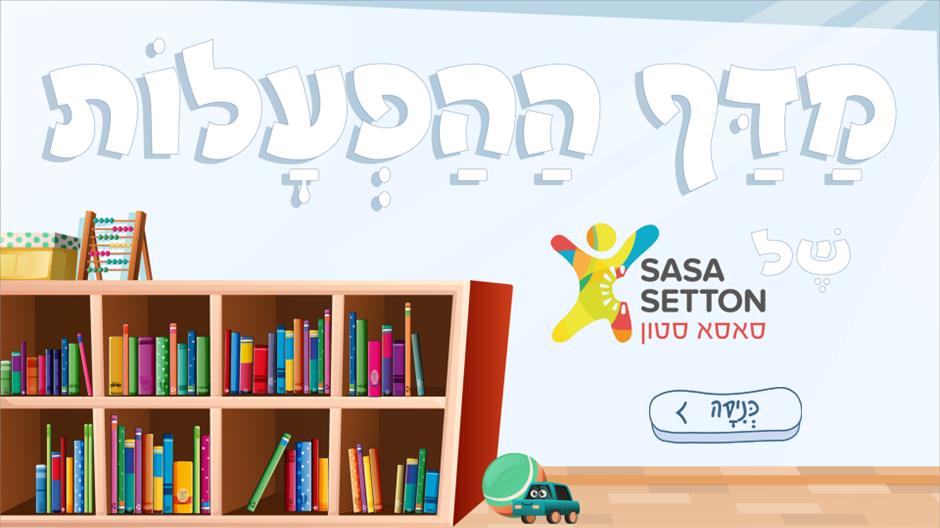 מַדַּף הַהַפְעָלוֹת
שֶׁל
SASA
SETTON
סאסא סטון
כְּנִיסָה >